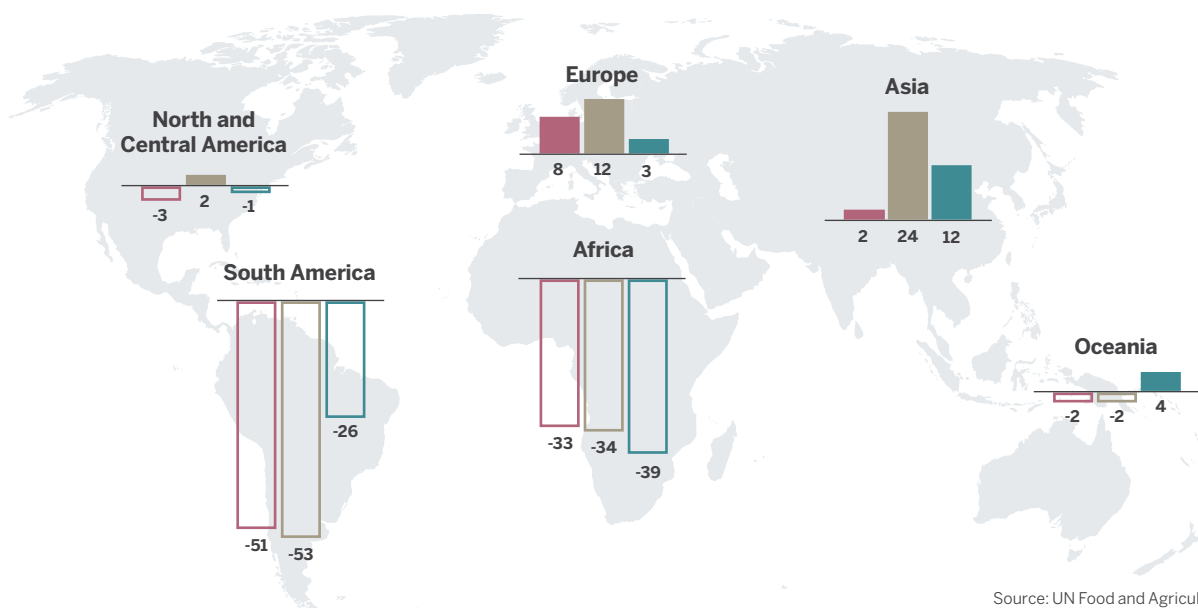 North and
Central America
-3
2
-1
Europe
8
12
3
Asia
2
24
12
South America
-51
-53
-26
Africa
-33
-34
-39
Oceania
-2
-2
4
Source: UN Food and Agricul